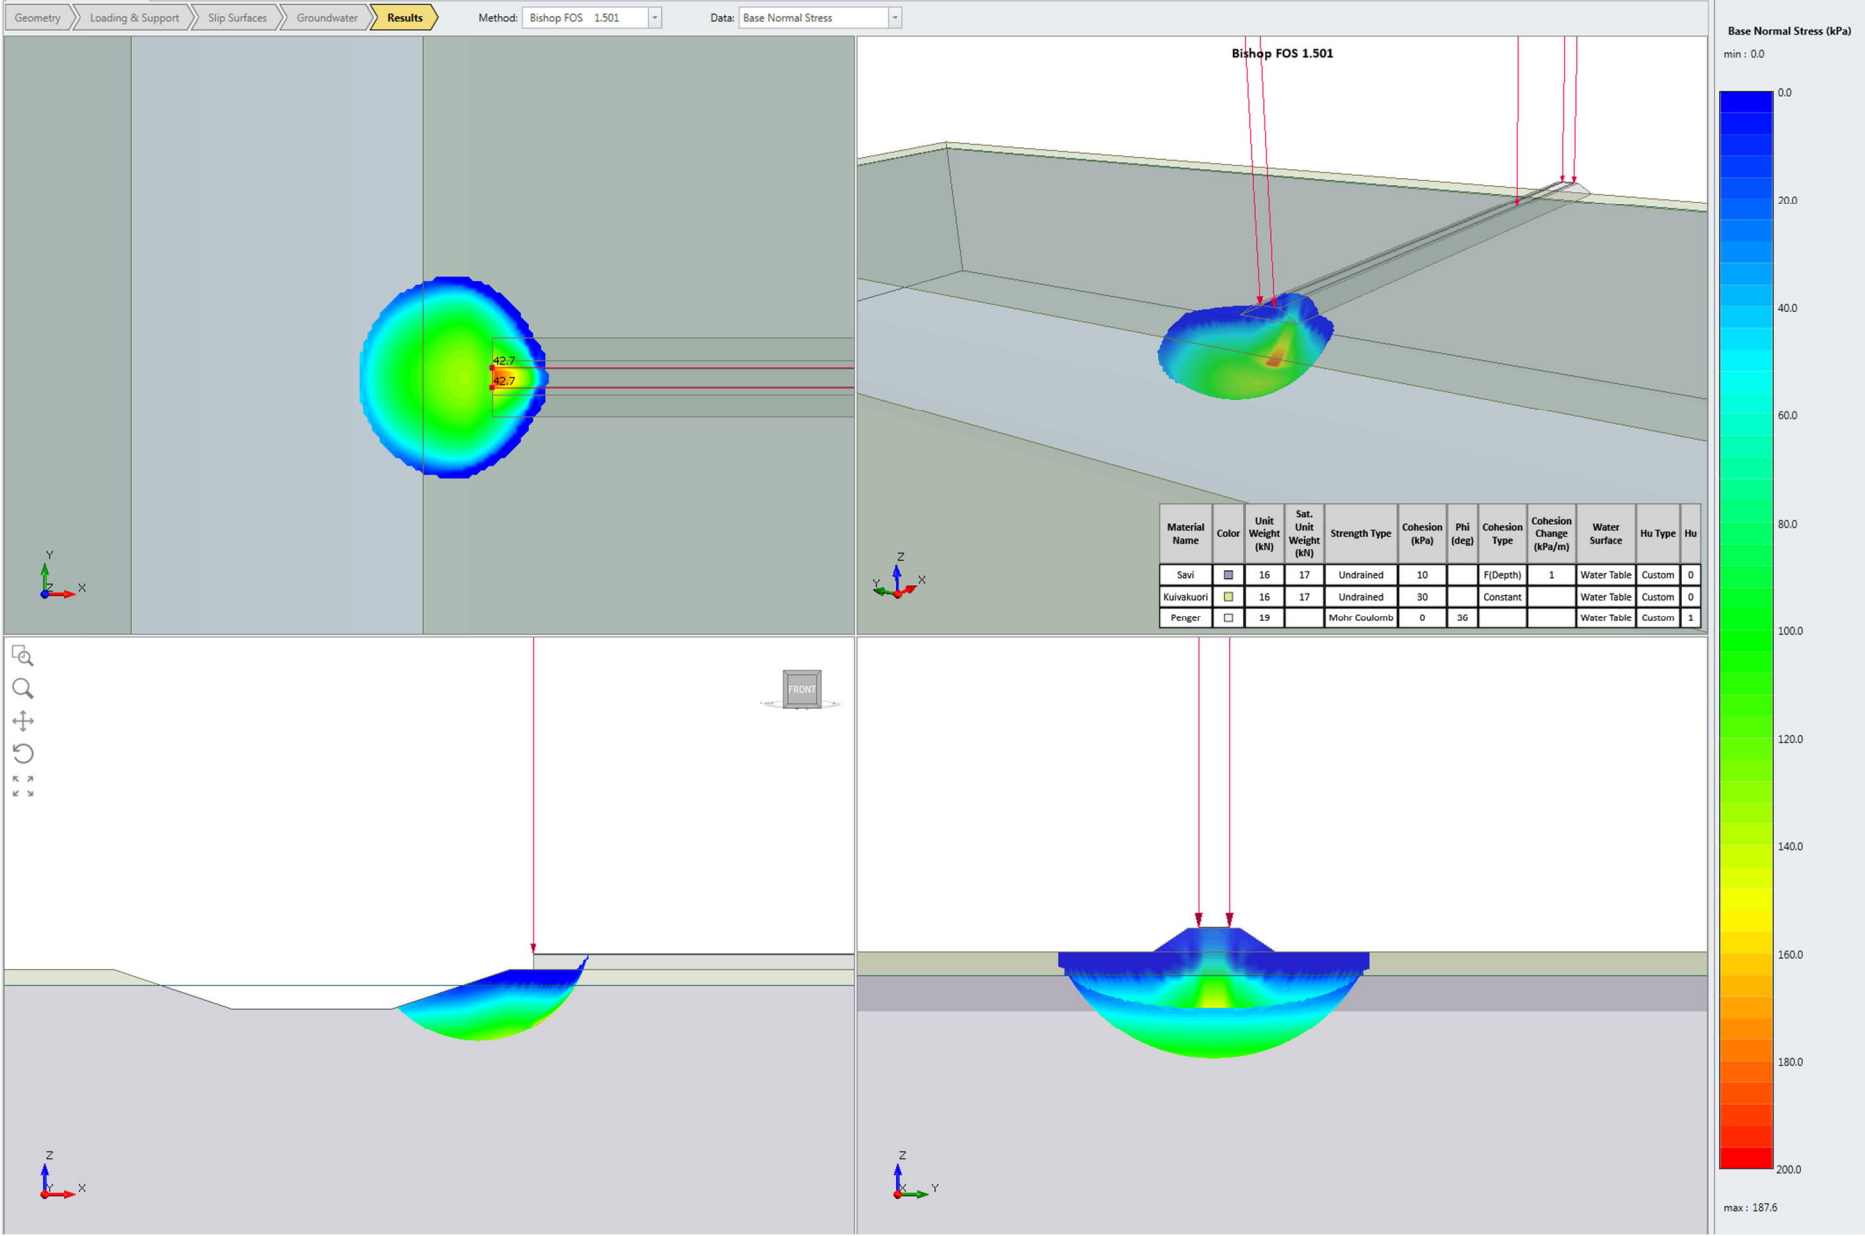 Geometry Loading & Support Slip Surfaces Groundwater Results Method: Bishop FOS 1.501 Data: Base Normal Stress
Base Normal Stress (kPa)
min : 0.0
0.0
20.0
40.0
60.0
80.0
100.0
120.0
140.0
160.0
180.0
200.0
max : 187.6
42.7
42.7
Y
Z X
Bishop FOS 1.501
Material Name Color Unit Weight (kN) Sat. Unit Weight (kN) Strength Type Cohesion (kPa) Phi (deg) Cohesion Type Cohesion Change (kPa/m) Water Surface Hu Type Hu
Savi 16 17 Undrained 10 F(Depth) 1 Water Table Custom 0
Kuivakuori 16 17 Undrained 30 Constant Water Table Custom 0
Penger 19 Mohr Coulomb 0 36 Water Table Custom 1
Z
Y X
FRONT
Z
Y X
Z
X Y